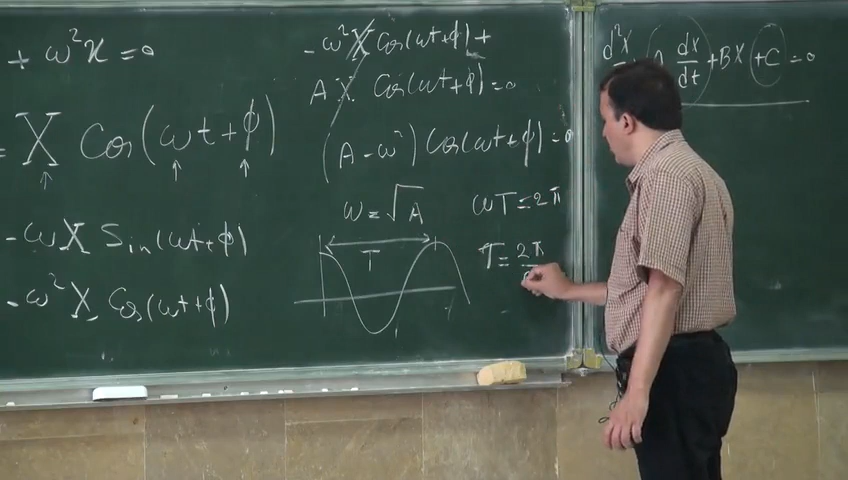 + ω²x = 0
= X Cos(ωt+ϕ)
-ωX Sin(ωt+ϕ)
-ω²X Cos(ωt+ϕ)
-ω²X Cos(ωt+ϕ) +
A X Cos(ωt+ϕ) = 0
(A - ω²) Cos(ωt+ϕ) = 0
ω = √A
T
ωT = 2π
T = 2π
d²X dx/dt + BX + C = 0